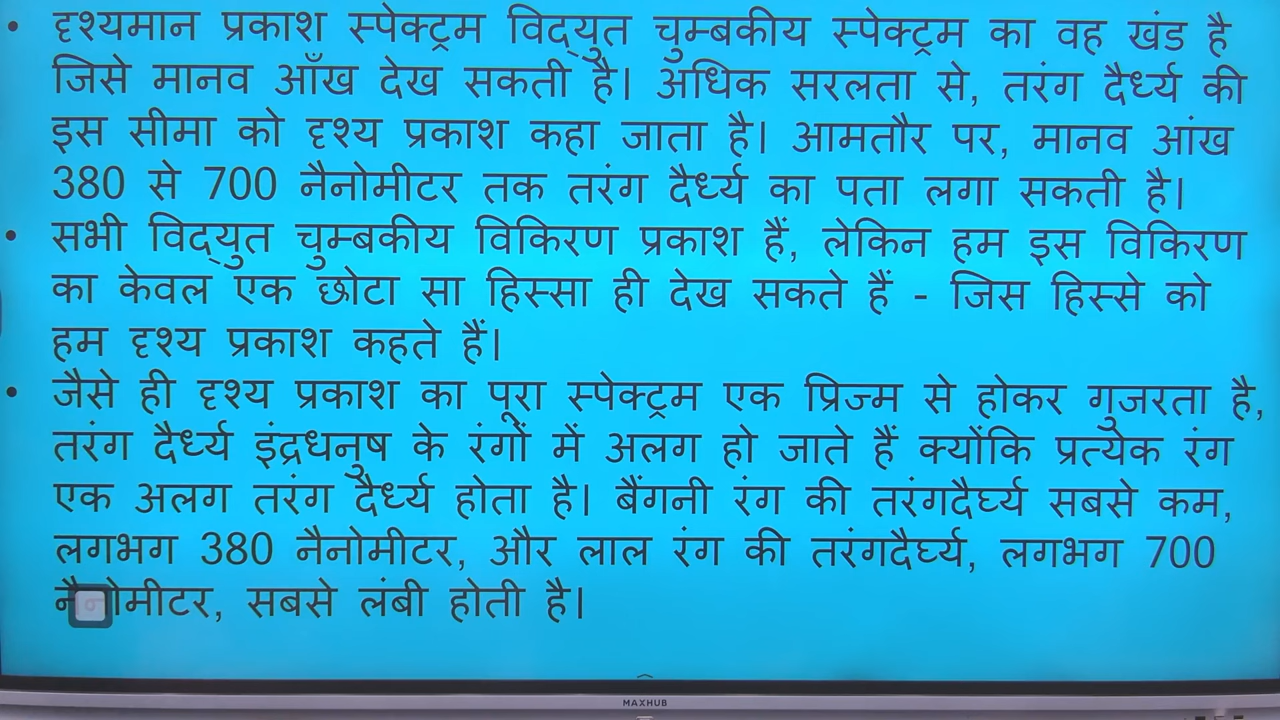 • दृश्यमान प्रकाश स्पेक्ट्रम विद्युत चुम्बकीय स्पेक्ट्रम का वह खंड है
जिसे मानव आँख देख सकती है। अधिक सरलता से, तरंग दैर्ध्य की
इस सीमा को दृश्य प्रकाश कहा जाता है। आमतौर पर, मानव आंख
380 से 700 नैनोमीटर तक तरंग दैर्ध्य का पता लगा सकती है।
• सभी विद्युत चुम्बकीय विकिरण प्रकाश हैं, लेकिन हम इस विकिरण
का केवल एक छोटा सा हिस्सा ही देख सकते हैं - जिस हिस्से को
हम दृश्य प्रकाश कहते हैं।
• जैसे ही दृश्य प्रकाश का पूरा स्पेक्ट्रम एक प्रिज्म से होकर गुजरता है,
तरंग दैर्ध्य इंद्रधनुष के रंगों में अलग हो जाते हैं क्योंकि प्रत्येक रंग
एक अलग तरंग दैर्ध्य होता है। बैंगनी रंग की तरंगदैर्घ्य सबसे कम,
लगभग 380 नैनोमीटर, और लाल रंग की तरंगदैर्घ्य, लगभग 700
नैनोमीटर, सबसे लंबी होती है।
MAXHUB